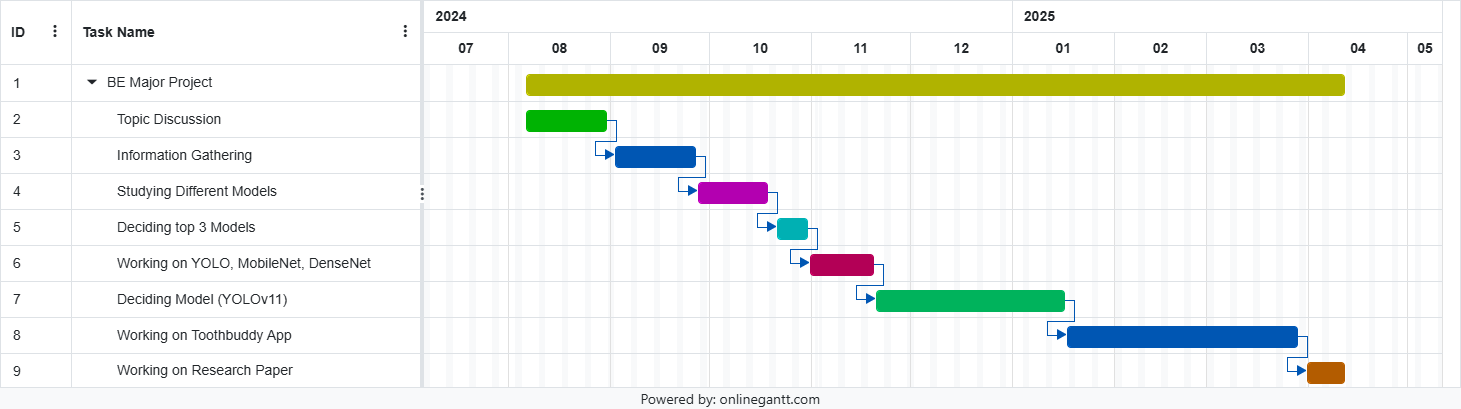 ID Task Name 2024 2025
07 08 09 10 11 12 01 02 03 04 05
1 BE Major Project
2 Topic Discussion
3 Information Gathering
4 Studying Different Models
5 Deciding top 3 Models
6 Working on YOLO, MobileNet, DenseNet
7 Deciding Model (YOLOv11)
8 Working on Toothbuddy App
9 Working on Research Paper
Powered by: onlinegantt.com